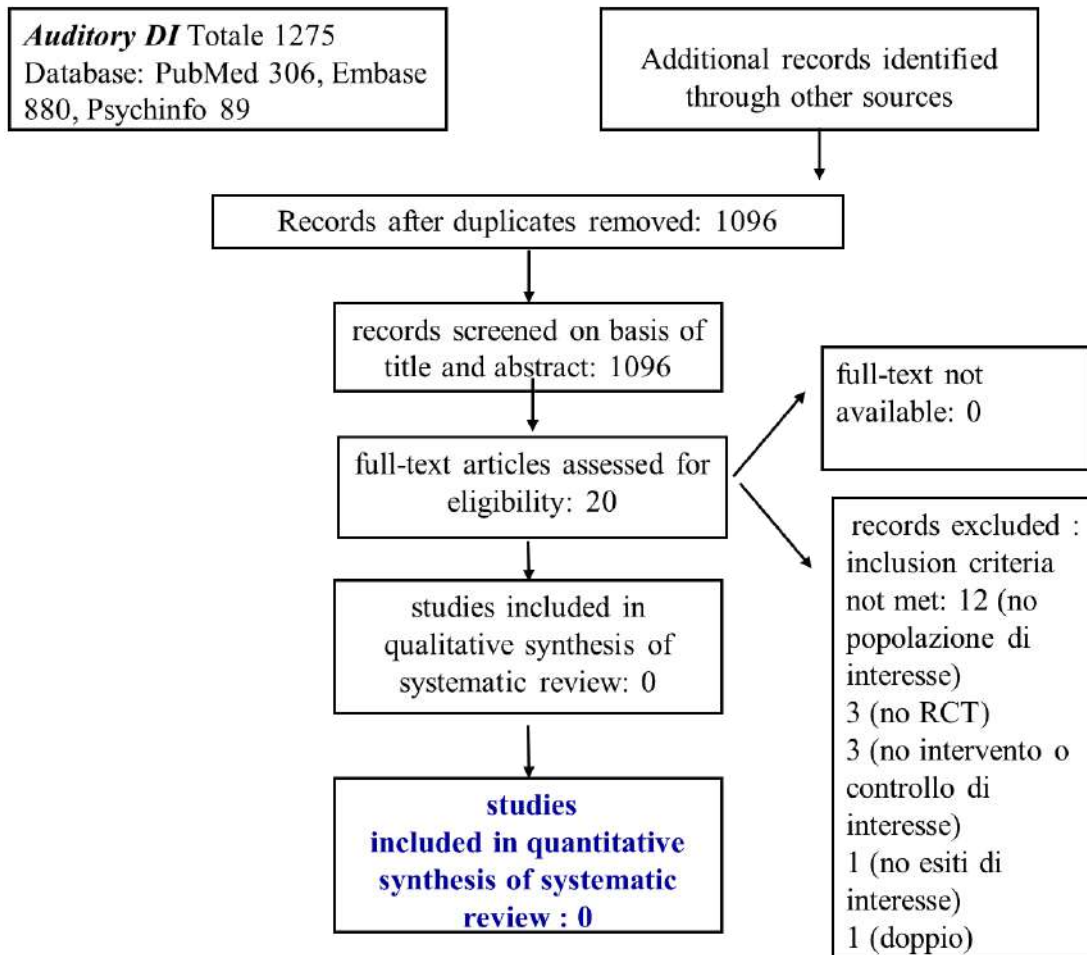 Auditory DI Totale 1275
Database: PubMed 306, Embase
880, Psychinfo 89
Additional records identified
through other sources
Records after duplicates removed: 1096
records screened on basis of
title and abstract: 1096
full-text not
available: 0
full-text articles assessed for
eligibility: 20
records excluded :
inclusion criteria
not met: 12 (no
popolazione di
interesse)
3 (no RCT)
3 (no intervento o
controllo di
interesse)
1 (no esiti di
interesse)
1 (doppio)
studies included in
qualitative synthesis of
systematic review: 0
studies
included in quantitative
synthesis of systematic
review : 0